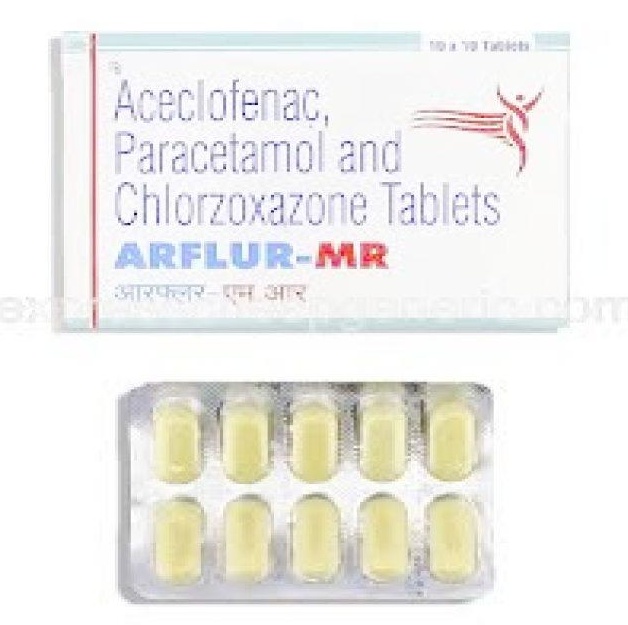 10 x 10 Tablets
Aceclofenac,
Paracetamol and
Chlorzoxazone Tablets
ARFLUR-MR
आरफ्लर-एम आर